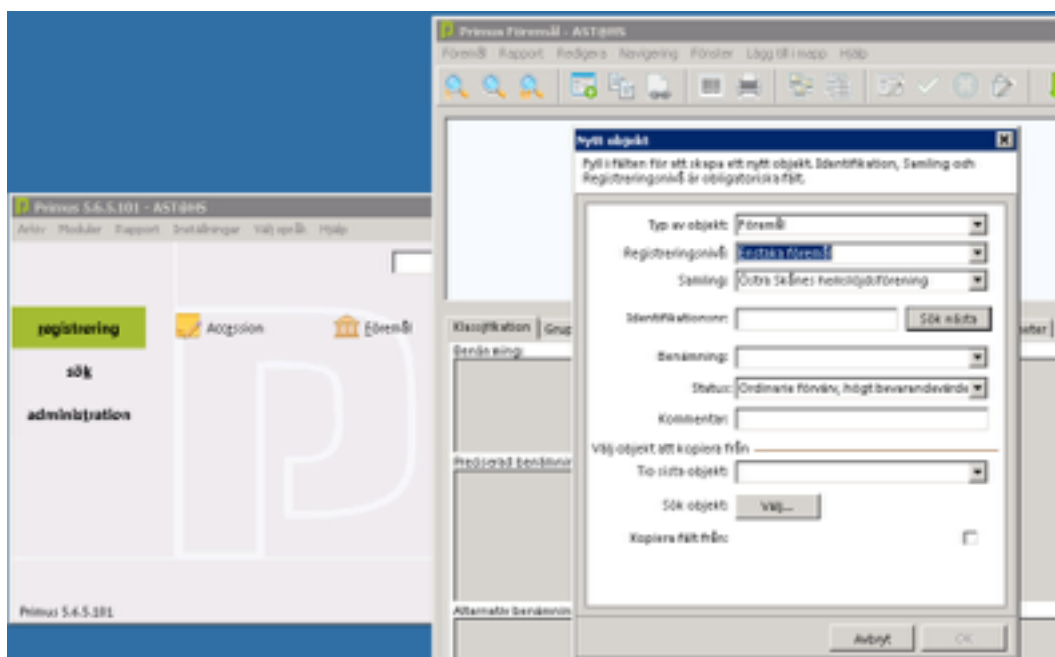 Primus Föremål - AST@HS
Föremål Rapport Redigera Navigering Fönster Lägg till i mapp Hjälp
Nytt objekt
Fyll i fälten för att skapa ett nytt objekt. Identifikation, Samling och
Registreringsnivå är obligatoriska fält.
Typ av objekt: Föremål
Registreringsnivå: Enstaka föremål
Samling: Östra Skånes hemslöjdsförening
Identifikationsnr: Sök nästa
Benämning:
Status: Ordinarie förvärv, högt bevarandevärde
Kommentar:
Välj objekt att kopiera från
Tio sista objekt:
Sök objekt: Välj...
Kopiera fält från:
Avbryt OK
Primus 5.6.5.101 - AST@HS
Arkiv Moduler Rapport Inställningar Välj språk Hjälp
registrering Accession Föremål
sök
administration
Primus 5.6.5.101
Klassifikation Grup
Benämning:
Preciserad benämnin
Alternativ benämnin